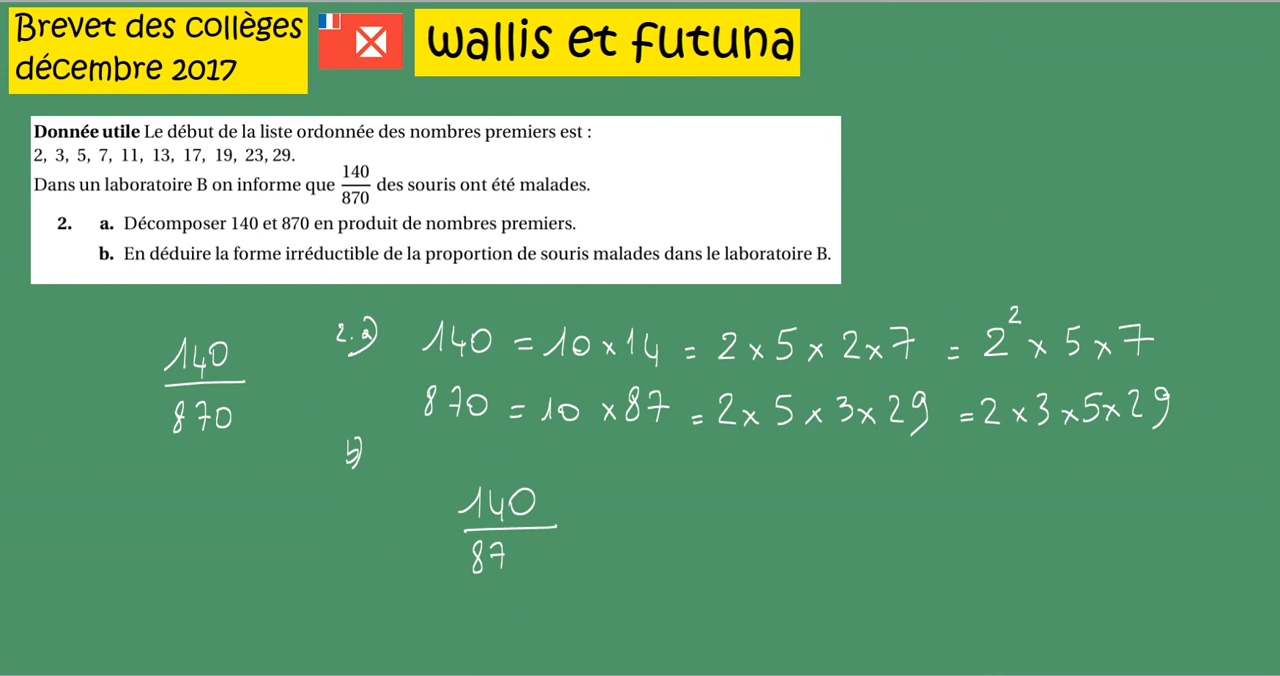 Brevet des collèges
décembre 2017
wallis et futuna
Donnée utile Le début de la liste ordonnée des nombres premiers est :
2, 3, 5, 7, 11, 13, 17, 19, 23, 29.
Dans un laboratoire B on informe que 140/870 des souris ont été malades.
2. a. Décomposer 140 et 870 en produit de nombres premiers.
b. En déduire la forme irréductible de la proportion de souris malades dans le laboratoire B.
140
870
2.a) 140 = 10 × 14 = 2 × 5 × 2 × 7 = 2² × 5 × 7
870 = 10 × 87 = 2 × 5 × 3 × 29 = 2 × 3 × 5 × 29
b)
140
87